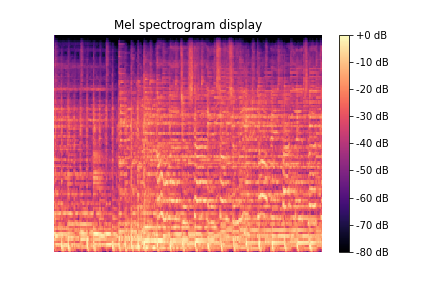 Mel spectrogram display
+0 dB
-10 dB
-20 dB
-30 dB
-40 dB
-50 dB
-60 dB
-70 dB
-80 dB